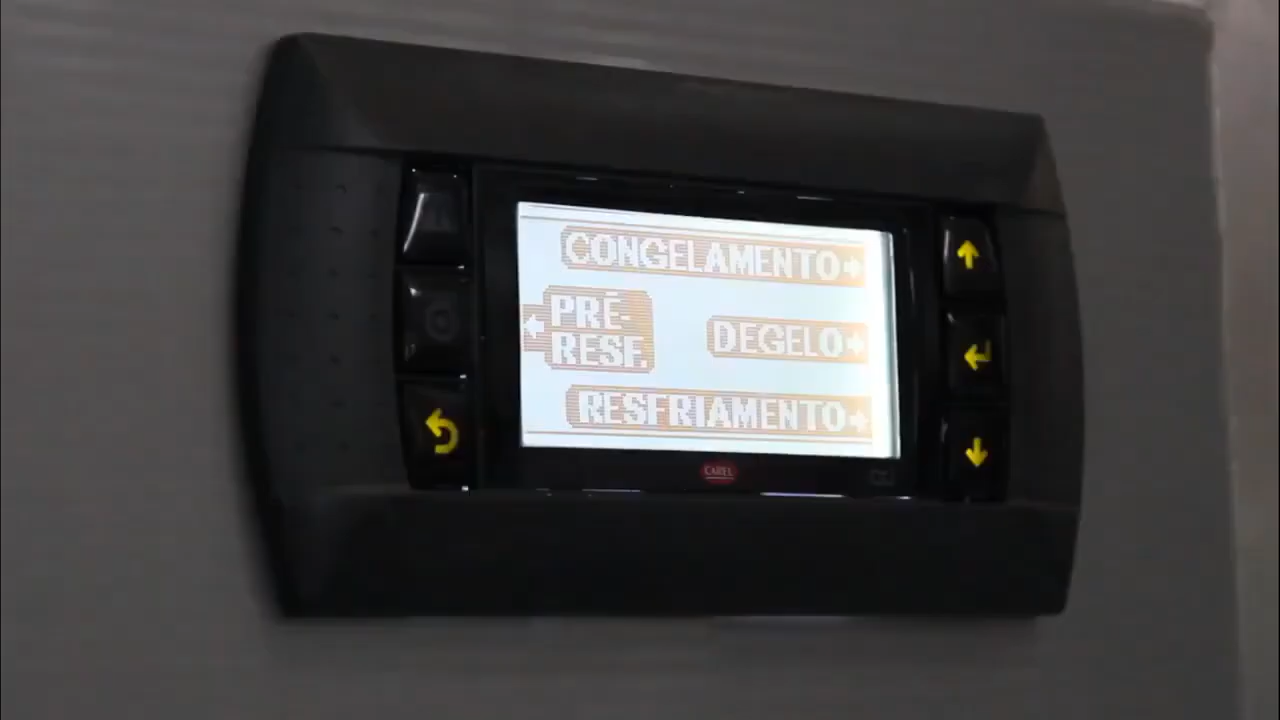 CONGELAMENTO
PRÉ-
RESF.
DEGELO
RESFRIAMENTO
CAREL